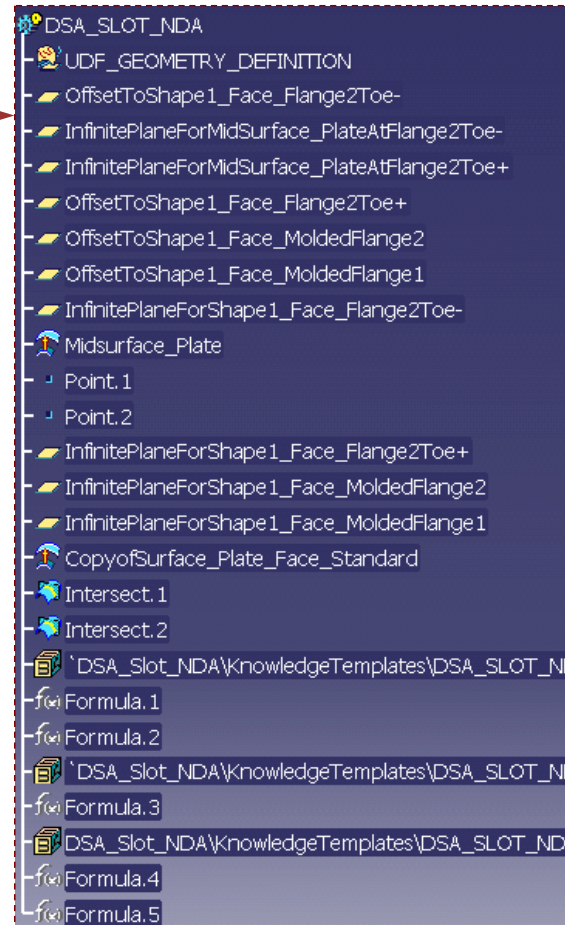 DSA_SLOT_NDA
UDF_GEOMETRY_DEFINITION
OffsetToShape1_Face_Flange2Toe-
InfinitePlaneForMidSurface_PlateAtFlange2Toe-
InfinitePlaneForMidSurface_PlateAtFlange2Toe+
OffsetToShape1_Face_Flange2Toe+
OffsetToShape1_Face_MoldedFlange2
OffsetToShape1_Face_MoldedFlange1
InfinitePlaneForShape1_Face_Flange2Toe-
Midsurface_Plate
Point.1
Point.2
InfinitePlaneForShape1_Face_Flange2Toe+
InfinitePlaneForShape1_Face_MoldedFlange2
InfinitePlaneForShape1_Face_MoldedFlange1
CopyofSurface_Plate_Face_Standard
Intersect.1
Intersect.2
`DSA_Slot_NDA\KnowledgeTemplates\DSA_SLOT_N
f(x) Formula.1
f(x) Formula.2
`DSA_Slot_NDA\KnowledgeTemplates\DSA_SLOT_N
f(x) Formula.3
DSA_Slot_NDA\KnowledgeTemplates\DSA_SLOT_ND
f(x) Formula.4
f(x) Formula.5